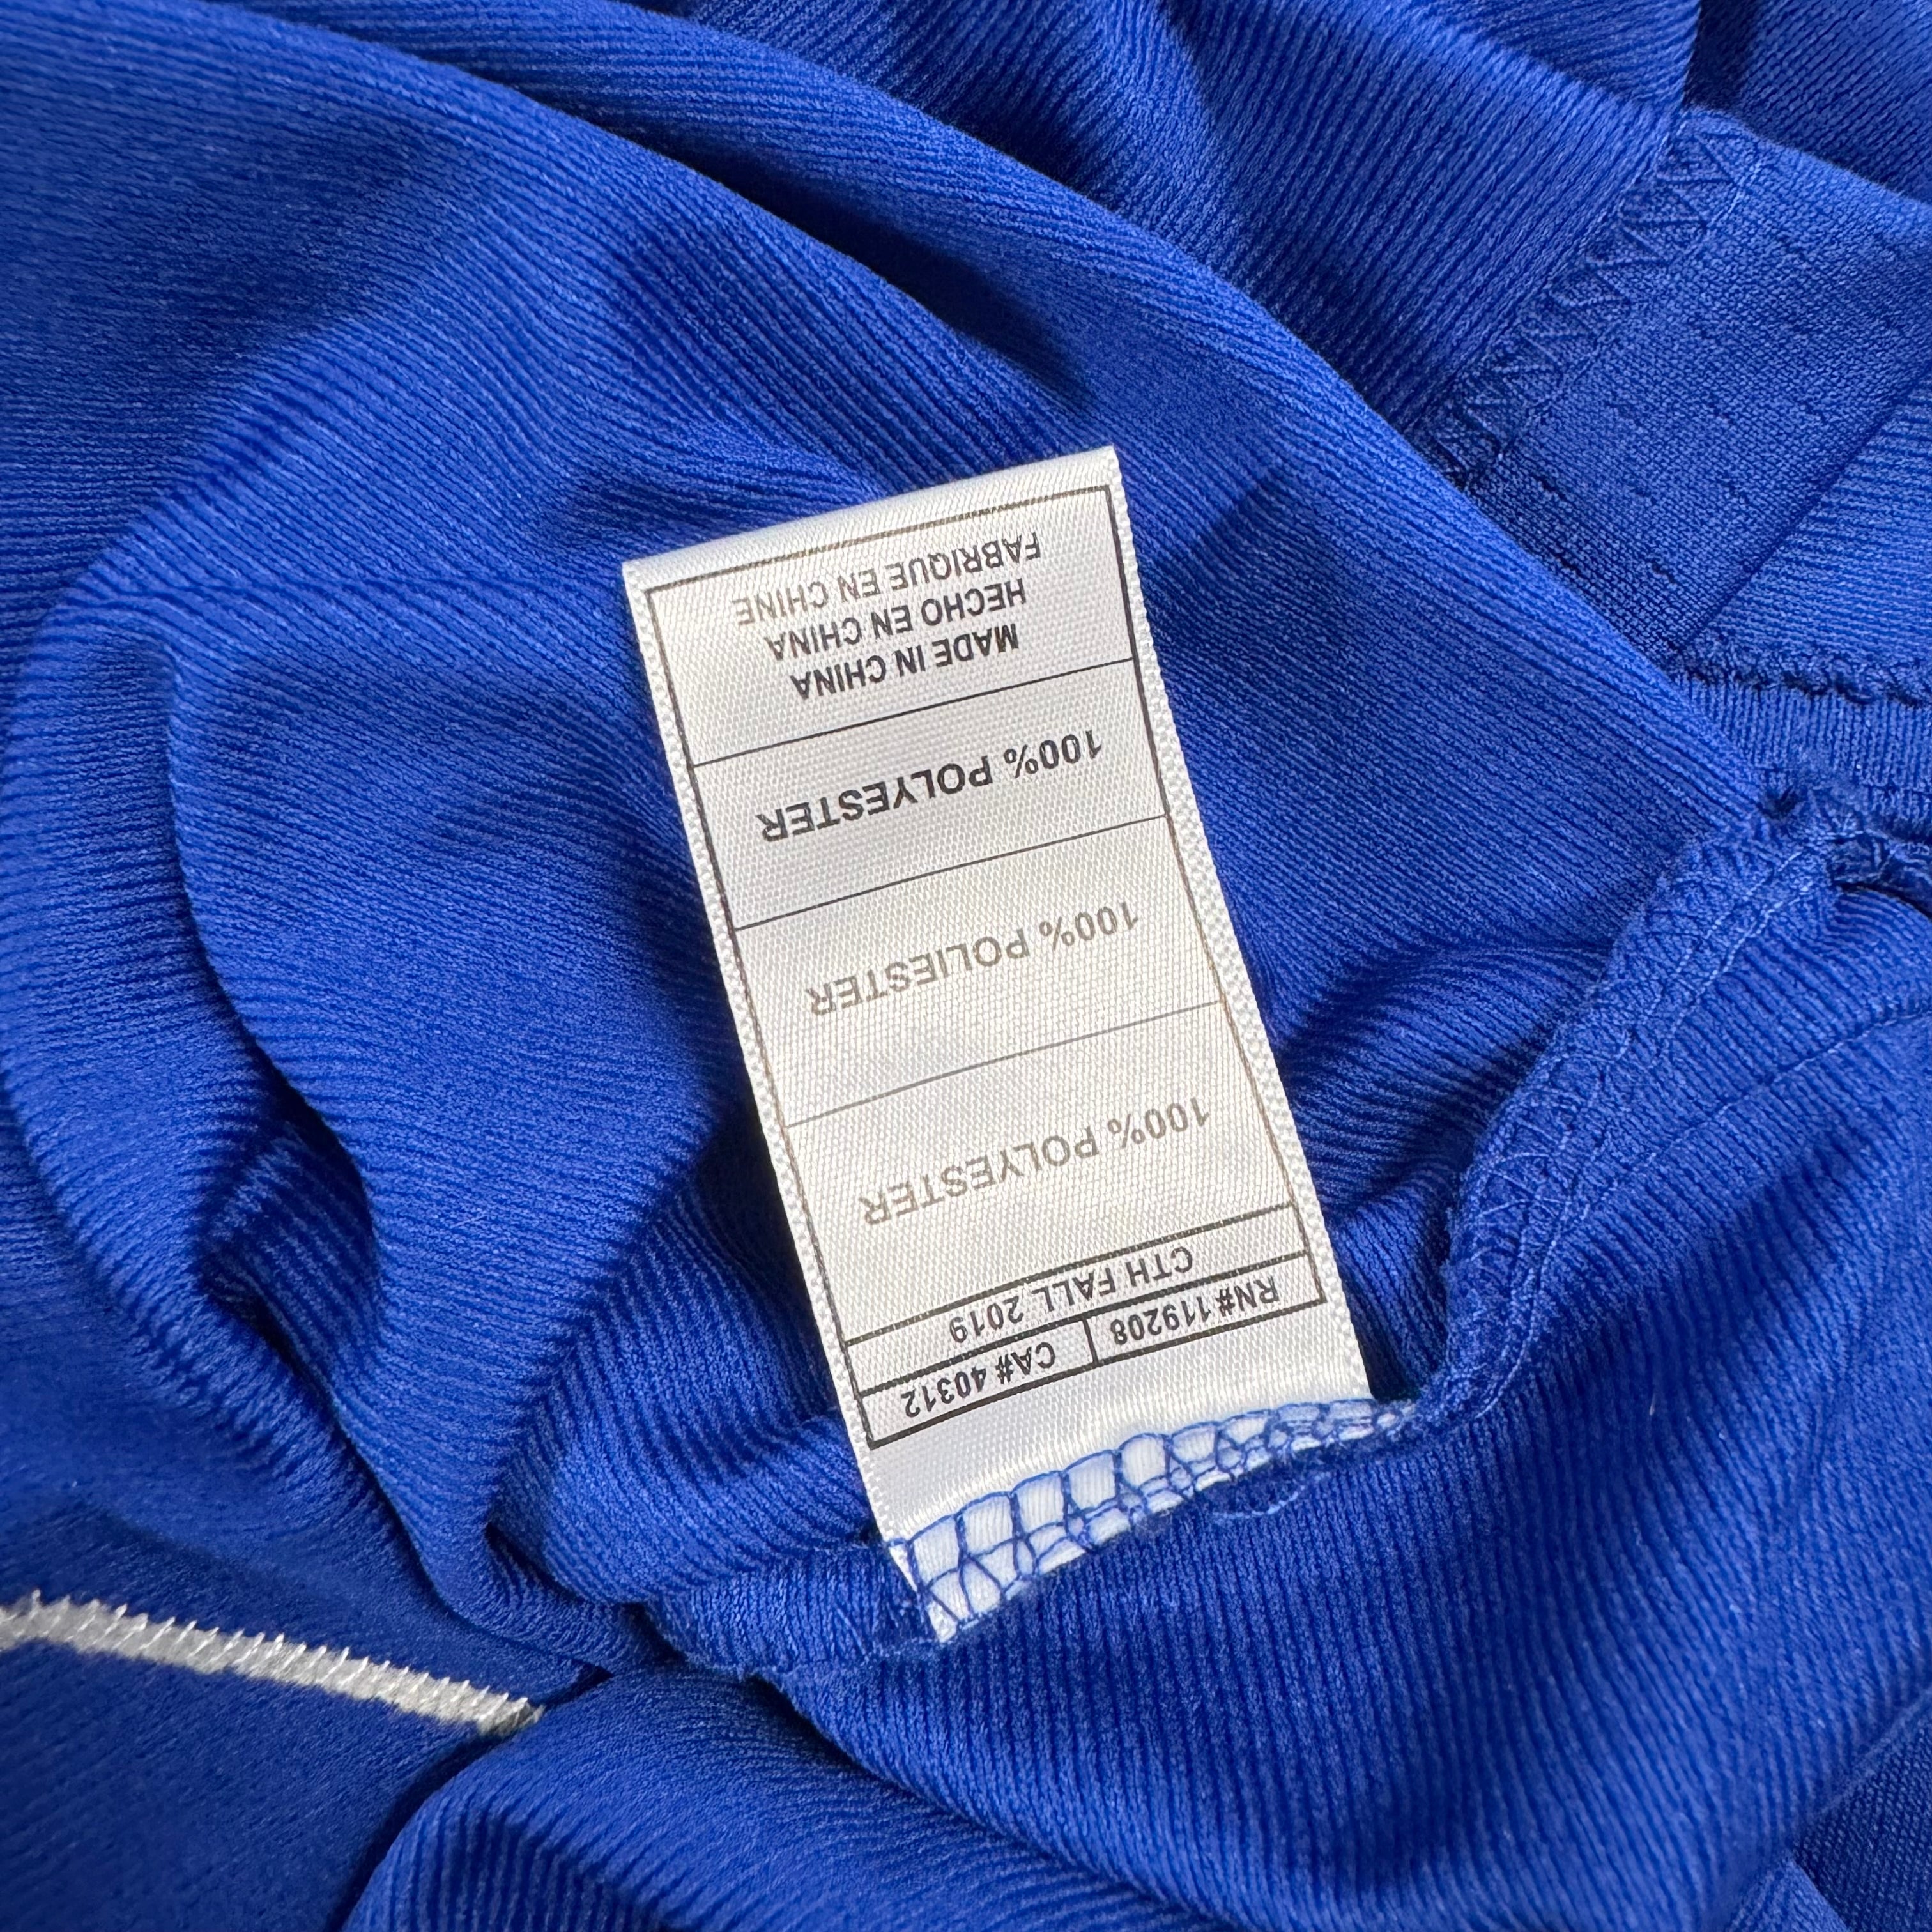 RN# 119208 CA# 40312
CTH FALL 2019
100% POLYESTER
100% POLIESTER
100% POLYESTER
MADE IN CHINA
HECHO EN CHINA
FABRIQUE EN CHINE